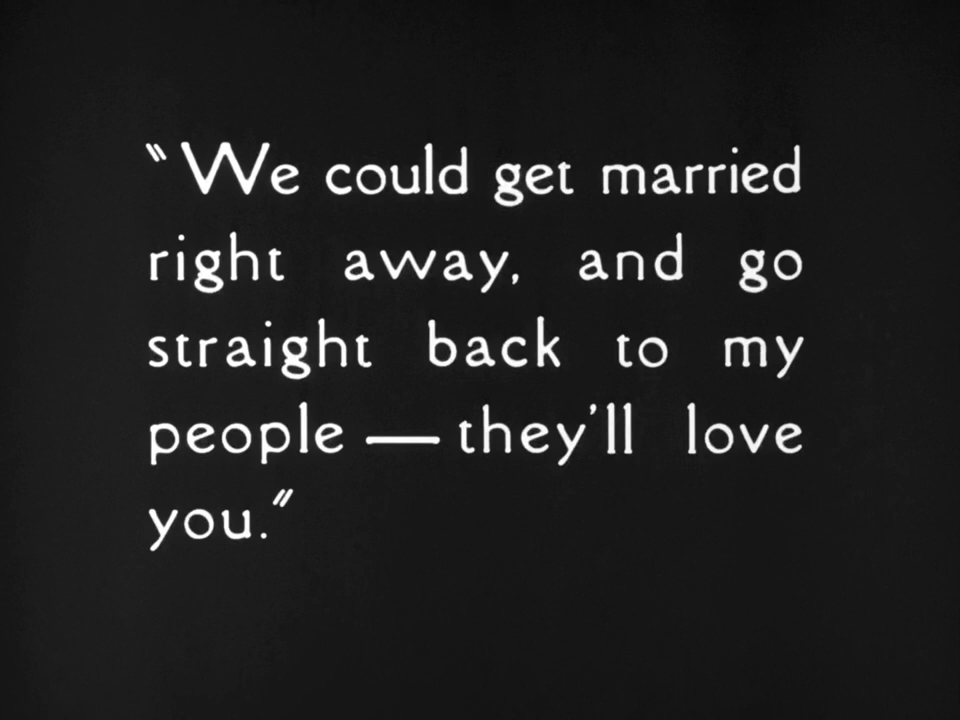 "We could get married
right away, and go
straight back to my
people — they'll love
you."